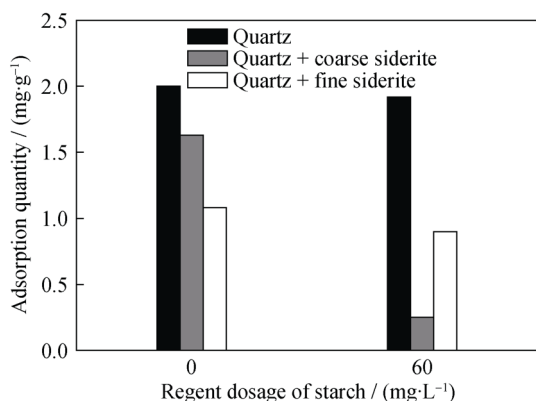 2.5
Quartz
Quartz + coarse siderite
Quartz + fine siderite
2.0
1.5
1.0
0.5
0.0
Adsorption quantity / (mg·g⁻¹)
0 60
Regent dosage of starch / (mg·L⁻¹)